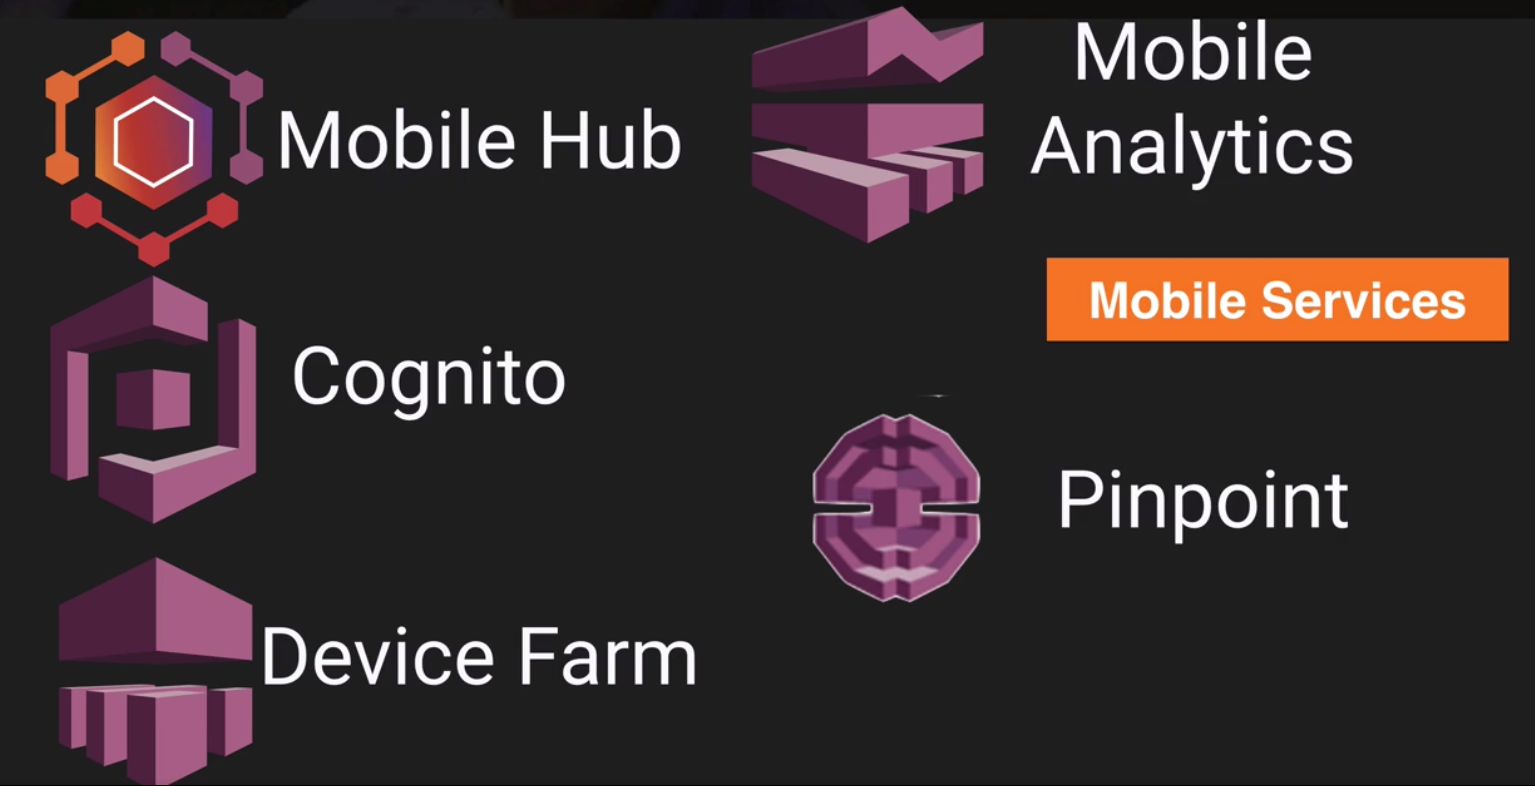 Mobile Hub
Mobile
Analytics
Mobile Services
Cognito
Pinpoint
Device Farm